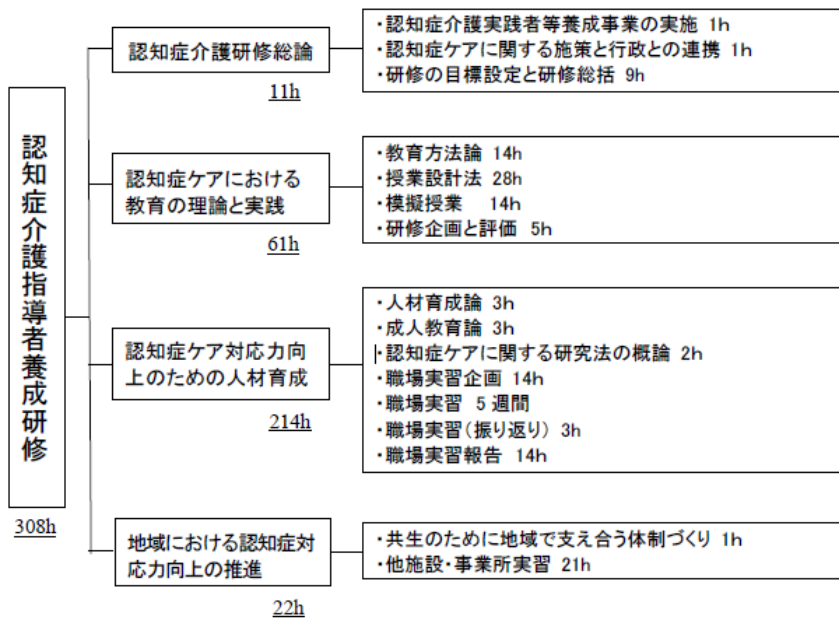 認知症介護指導者養成研修
308h
認知症介護研修総論
11h
・認知症介護実践者等養成事業の実施 1h
・認知症ケアに関する施策と行政との連携 1h
・研修の目標設定と研修総括 9h
認知症ケアにおける
教育の理論と実践
61h
・教育方法論 14h
・授業設計法 28h
・模擬授業 14h
・研修企画と評価 5h
認知症ケア対応力向
上のための人材育成
214h
・人材育成論 3h
・成人教育論 3h
・認知症ケアに関する研究法の概論 2h
・職場実習企画 14h
・職場実習 5週間
・職場実習(振り返り) 3h
・職場実習報告 14h
地域における認知症対
応力向上の推進
22h
・共生のために地域で支え合う体制づくり 1h
・他施設・事業所実習 21h